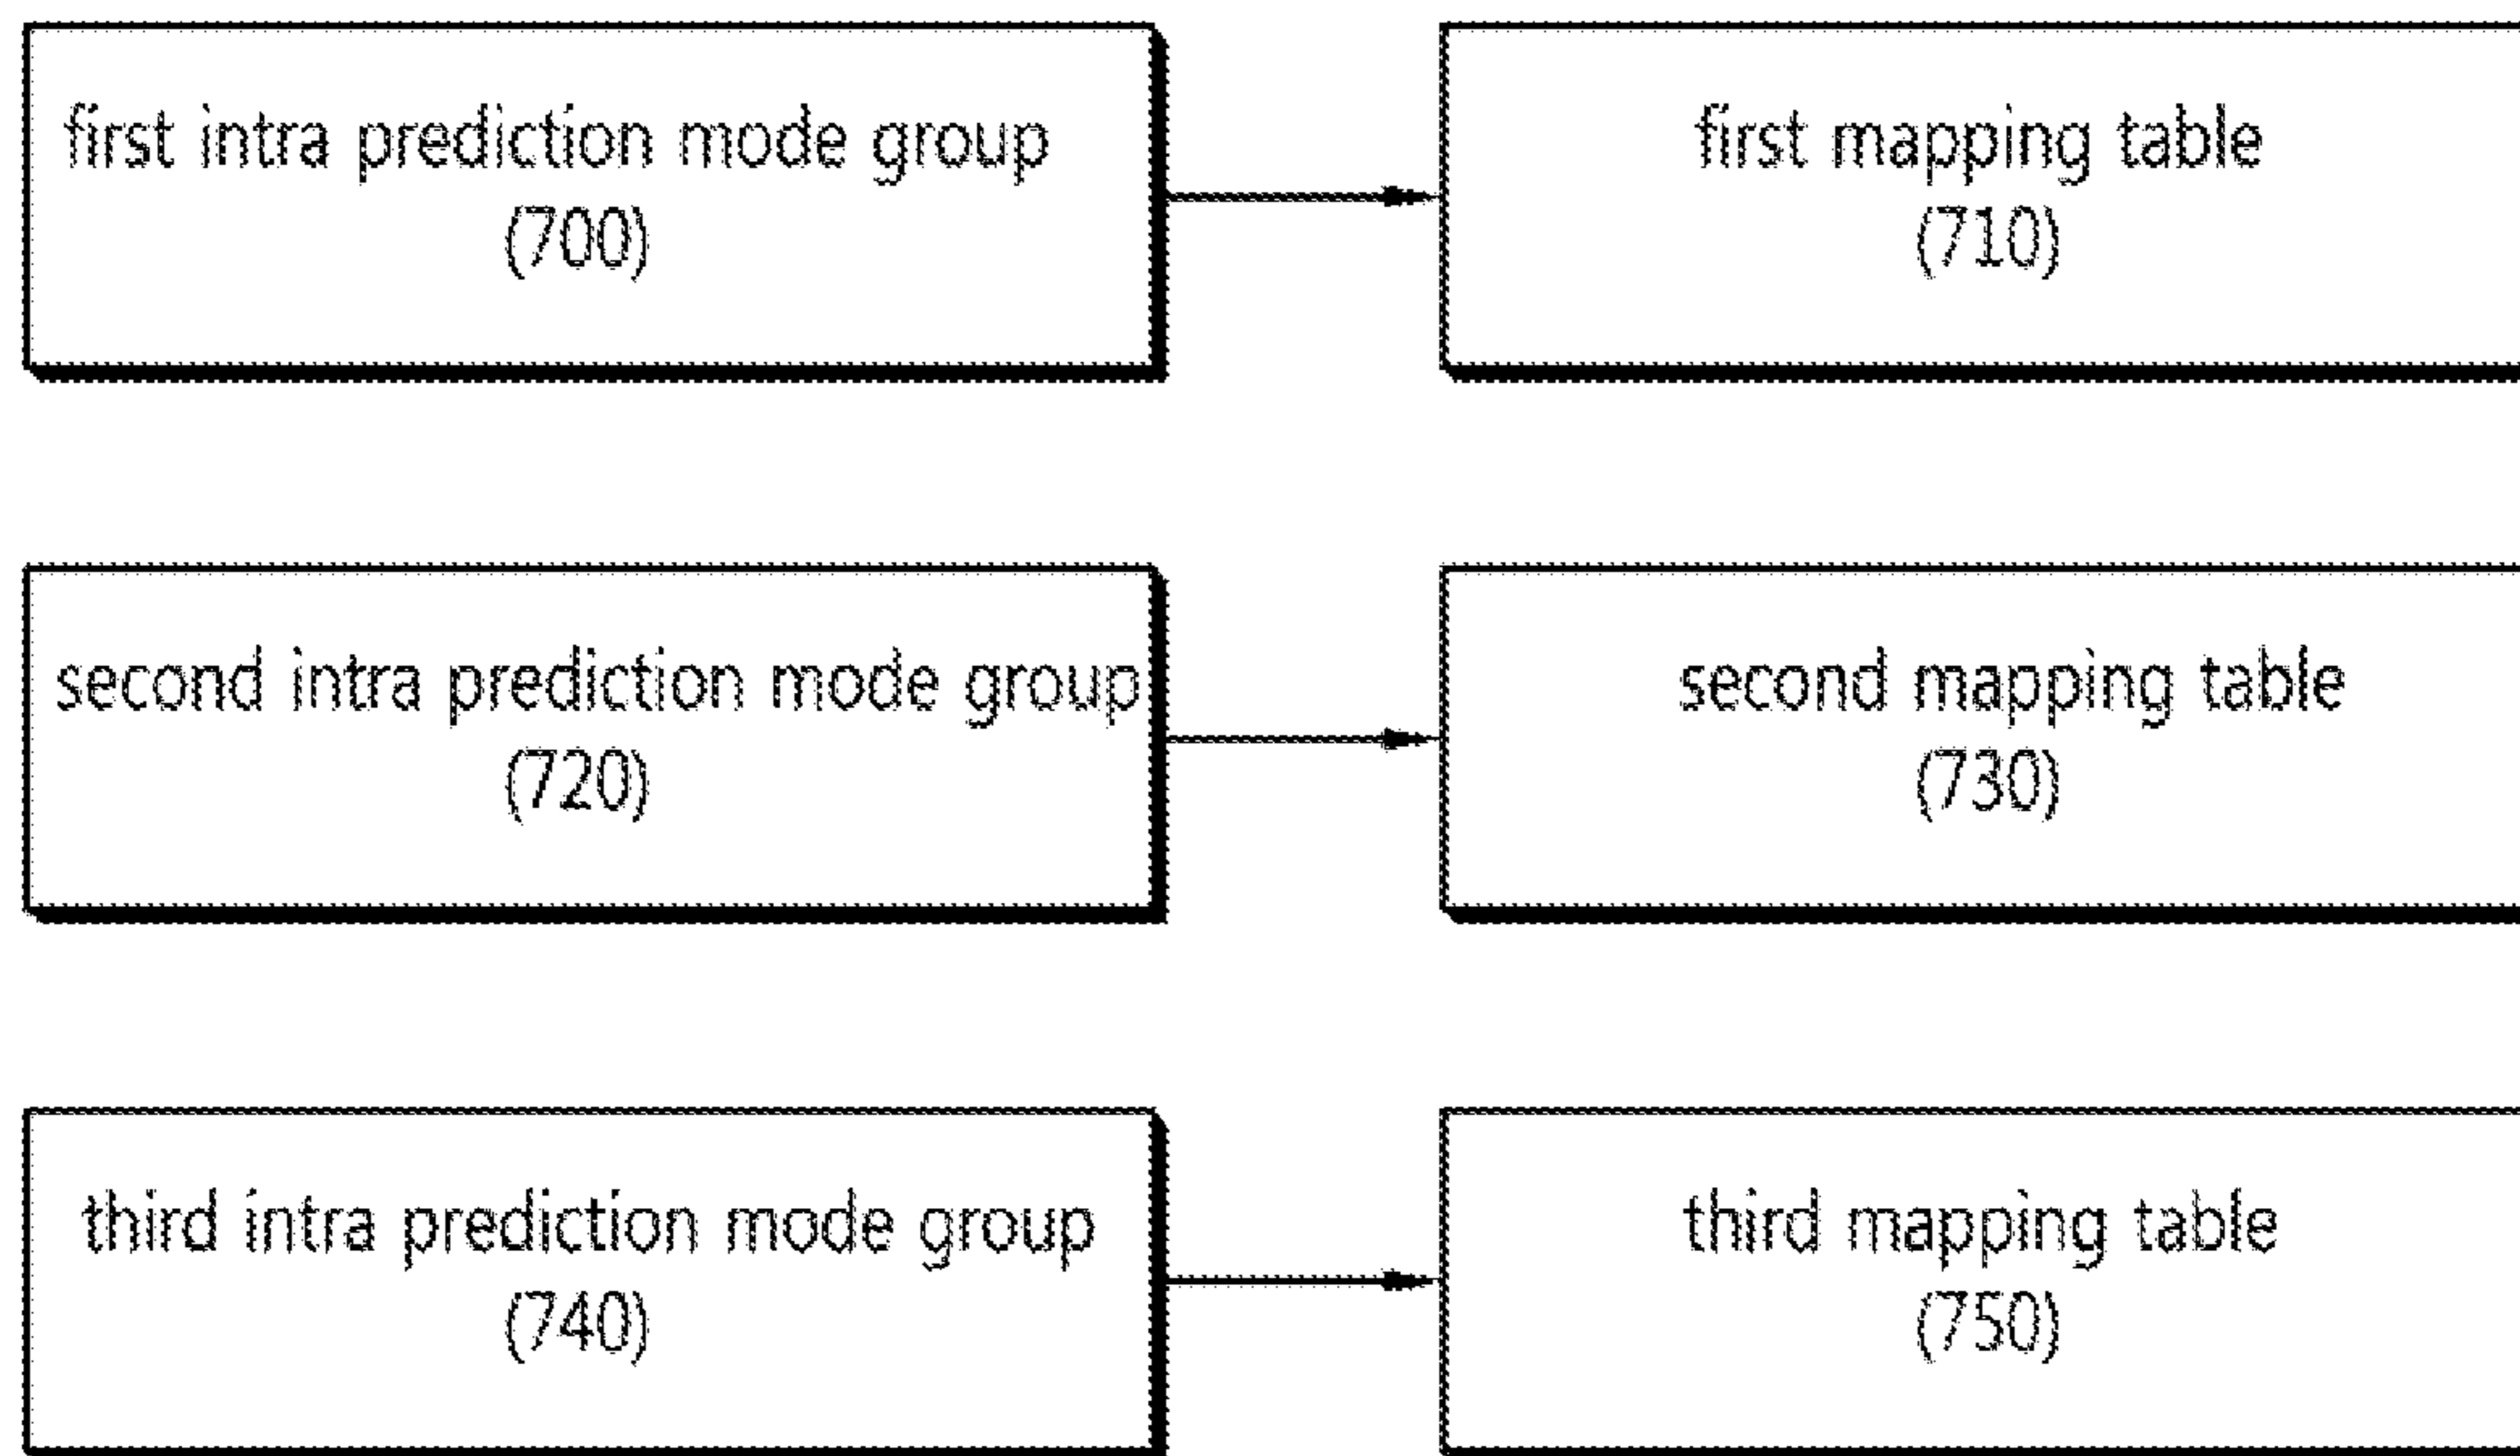 first intra prediction mode group
(700)
first mapping table
(710)
second intra prediction mode group
(720)
second mapping table
(730)
third intra prediction mode group
(740)
third mapping table
(750)